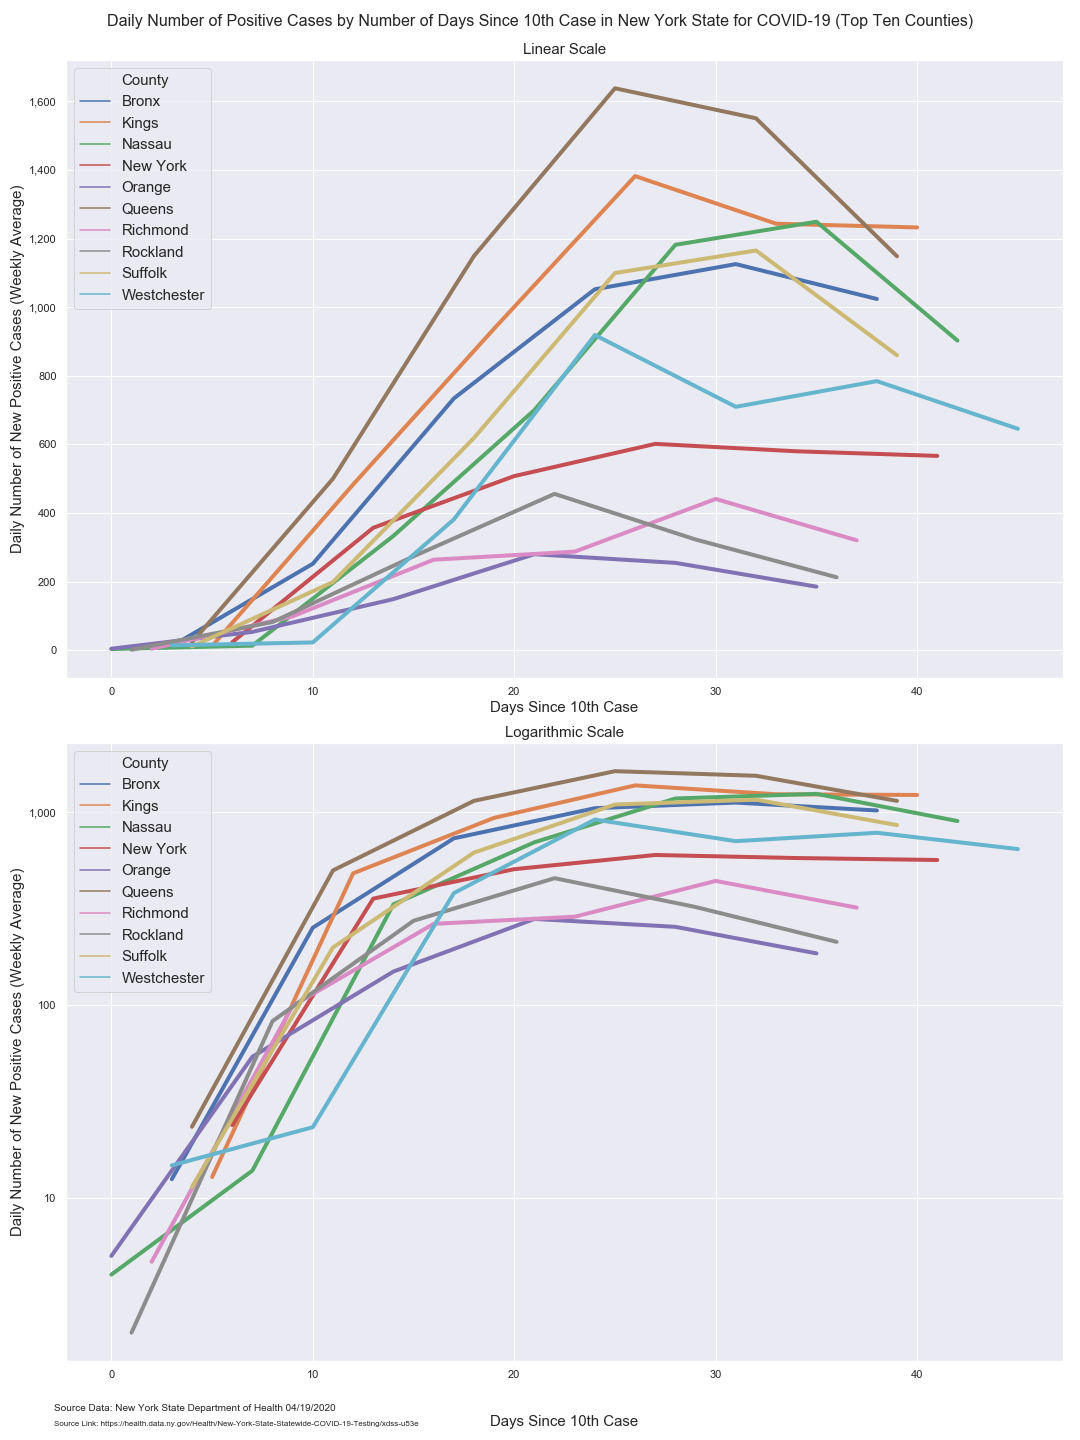 Daily Number of Positive Cases by Number of Days Since 10th Case in New York State for COVID-19 (Top Ten Counties)
Linear Scale
County
Bronx
Kings
Nassau
New York
Orange
Queens
Richmond
Rockland
Suffolk
Westchester
1,600
1,400
1,200
1,000
800
600
400
200
0
Daily Number of New Positive Cases (Weekly Average)
0 10 20 30 40
Days Since 10th Case
Logarithmic Scale
County
Bronx
Kings
Nassau
New York
Orange
Queens
Richmond
Rockland
Suffolk
Westchester
1,000
100
10
Daily Number of New Positive Cases (Weekly Average)
0 10 20 30 40
Source Data: New York State Department of Health 04/19/2020
Source Link: https://health.data.ny.gov/Health/New-York-State-Statewide-COVID-19-Testing/xdss-u53e
Days Since 10th Case